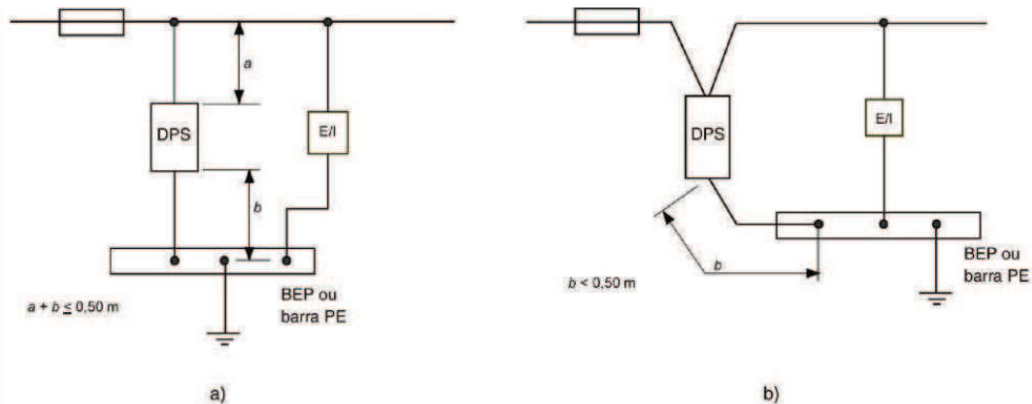 a
DPS
E/I
b
BEP ou
barra PE
a + b ≤ 0,50 m
a)
DPS
E/I
b
b < 0,50 m
BEP ou
barra PE
b)